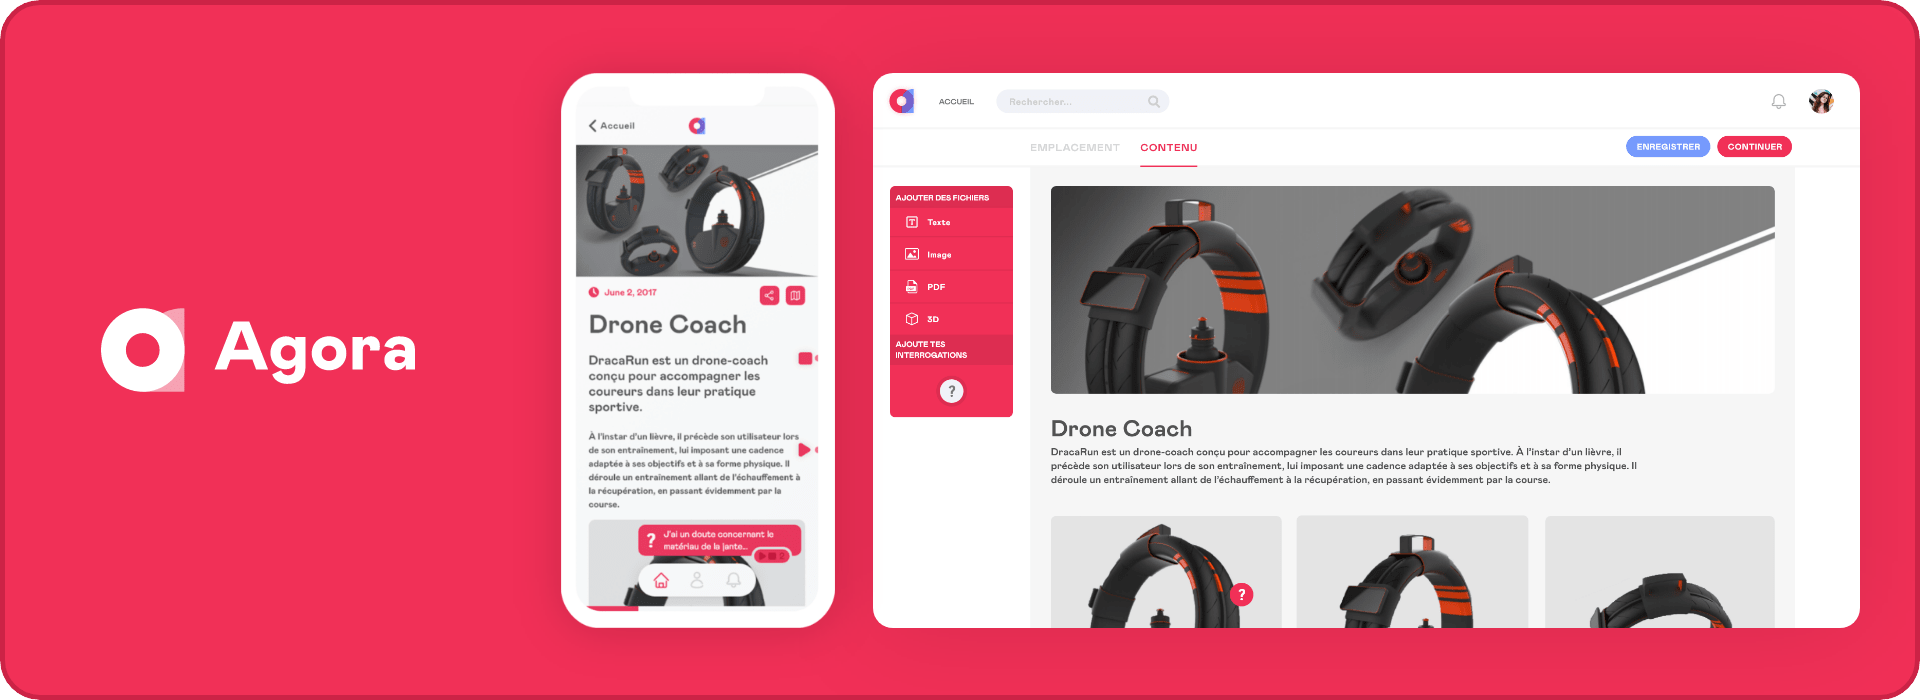 Agora
Accueil
June 2, 2017
Drone Coach
DracaRun est un drone-coach
conçu pour accompagner les
coureurs dans leur pratique
sportive.
À l'instar d'un lièvre, il précède son utilisateur lors
de son entraînement, lui imposant une cadence
adaptée à ses objectifs et à sa forme physique. Il
déroule un entraînement allant de l'échauffement à
la récupération, en passant évidemment par la
course.
?
J'ai un doute concernant le
matériau de la jante...
2
ACCUEIL
Rechercher...
EMPLACEMENT
CONTENU
ENREGISTRER
CONTINUER
AJOUTER DES FICHIERS
Texte
Image
PDF
3D
AJOUTE TES
INTERROGATIONS
?
Drone Coach
DracaRun est un drone-coach conçu pour accompagner les coureurs dans leur pratique sportive. À l'instar d'un lièvre, il
précède son utilisateur lors de son entraînement, lui imposant une cadence adaptée à ses objectifs et à sa forme physique. Il
déroule un entraînement allant de l'échauffement à la récupération, en passant évidemment par la course.
?